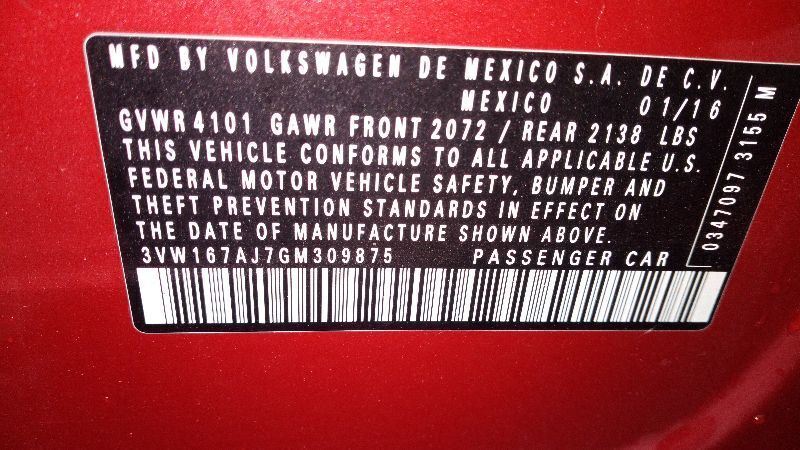 MFD BY VOLKSWAGEN DE MEXICO S.A. DE C.V.
MEXICO 01/16
GVWR 4101 GAWR FRONT 2072 / REAR 2138 LBS
THIS VEHICLE CONFORMS TO ALL APPLICABLE U.S.
FEDERAL MOTOR VEHICLE SAFETY, BUMPER AND
THEFT PREVENTION STANDARDS IN EFFECT ON
THE DATE OF MANUFACTURE SHOWN ABOVE.
3VW167AJ7GM309875 PASSENGER CAR
0347097 3155 M